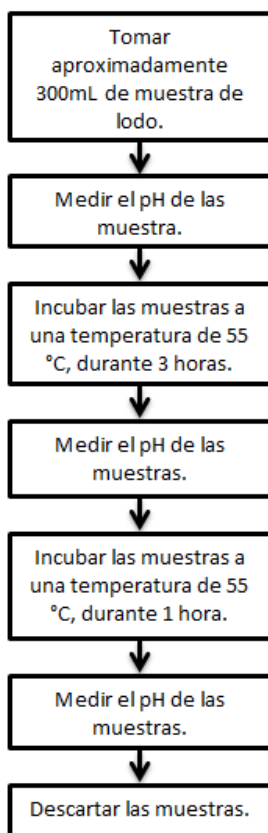 Tomar
aproximadamente
300mL de muestra de
lodo.
Medir el pH de las
muestra.
Incubar las muestras a
una temperatura de 55
°C, durante 3 horas.
Medir el pH de las
muestras.
Incubar las muestras a
una temperatura de 55
°C, durante 1 hora.
Medir el pH de las
muestras.
Descartar las muestras.